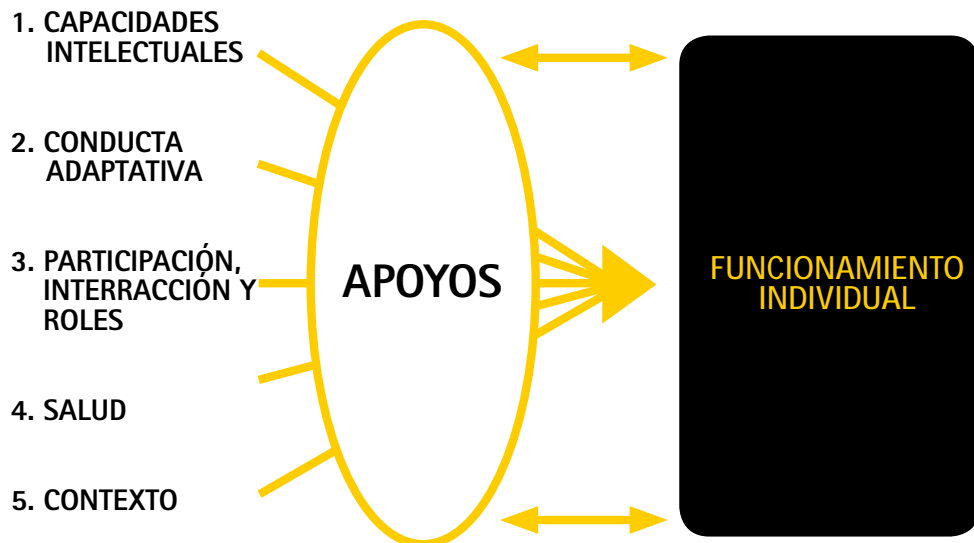 1. CAPACIDADES
INTELECTUALES
2. CONDUCTA
ADAPTATIVA
3. PARTICIPACIÓN,
INTERRACCIÓN Y
ROLES
4. SALUD
5. CONTEXTO
APOYOS
FUNCIONAMIENTO
INDIVIDUAL